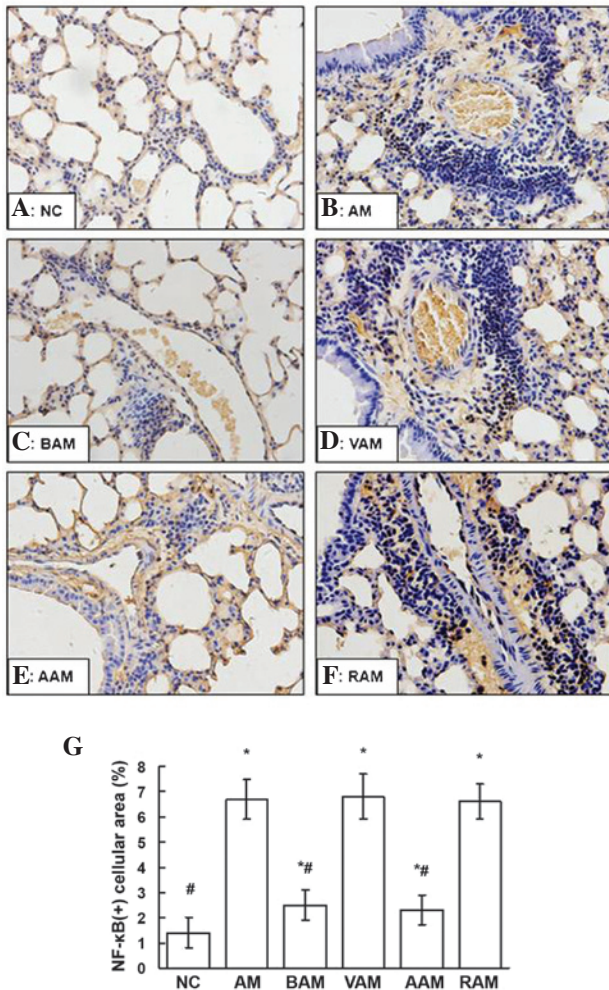 A: NC
B: AM
C: BAM
D: VAM
E: AAM
F: RAM
G
NF-κB(+) cellular area (%)
8
7
6
5
4
3
2
1
0
#
*
*#
*
*#
*
NC AM BAM VAM AAM RAM